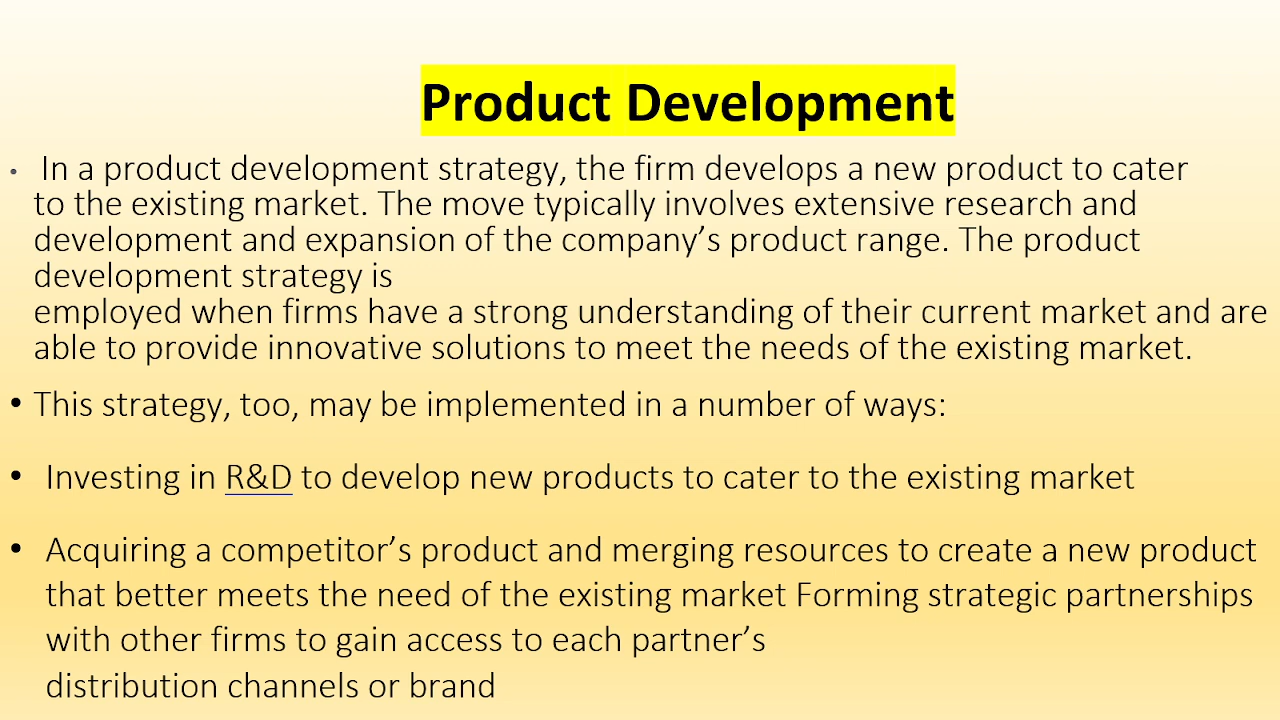 Product Development
• In a product development strategy, the firm develops a new product to cater
to the existing market. The move typically involves extensive research and
development and expansion of the company’s product range. The product
development strategy is
employed when firms have a strong understanding of their current market and are
able to provide innovative solutions to meet the needs of the existing market.
• This strategy, too, may be implemented in a number of ways:
• Investing in R&D to develop new products to cater to the existing market
• Acquiring a competitor’s product and merging resources to create a new product
that better meets the need of the existing market Forming strategic partnerships
with other firms to gain access to each partner’s
distribution channels or brand